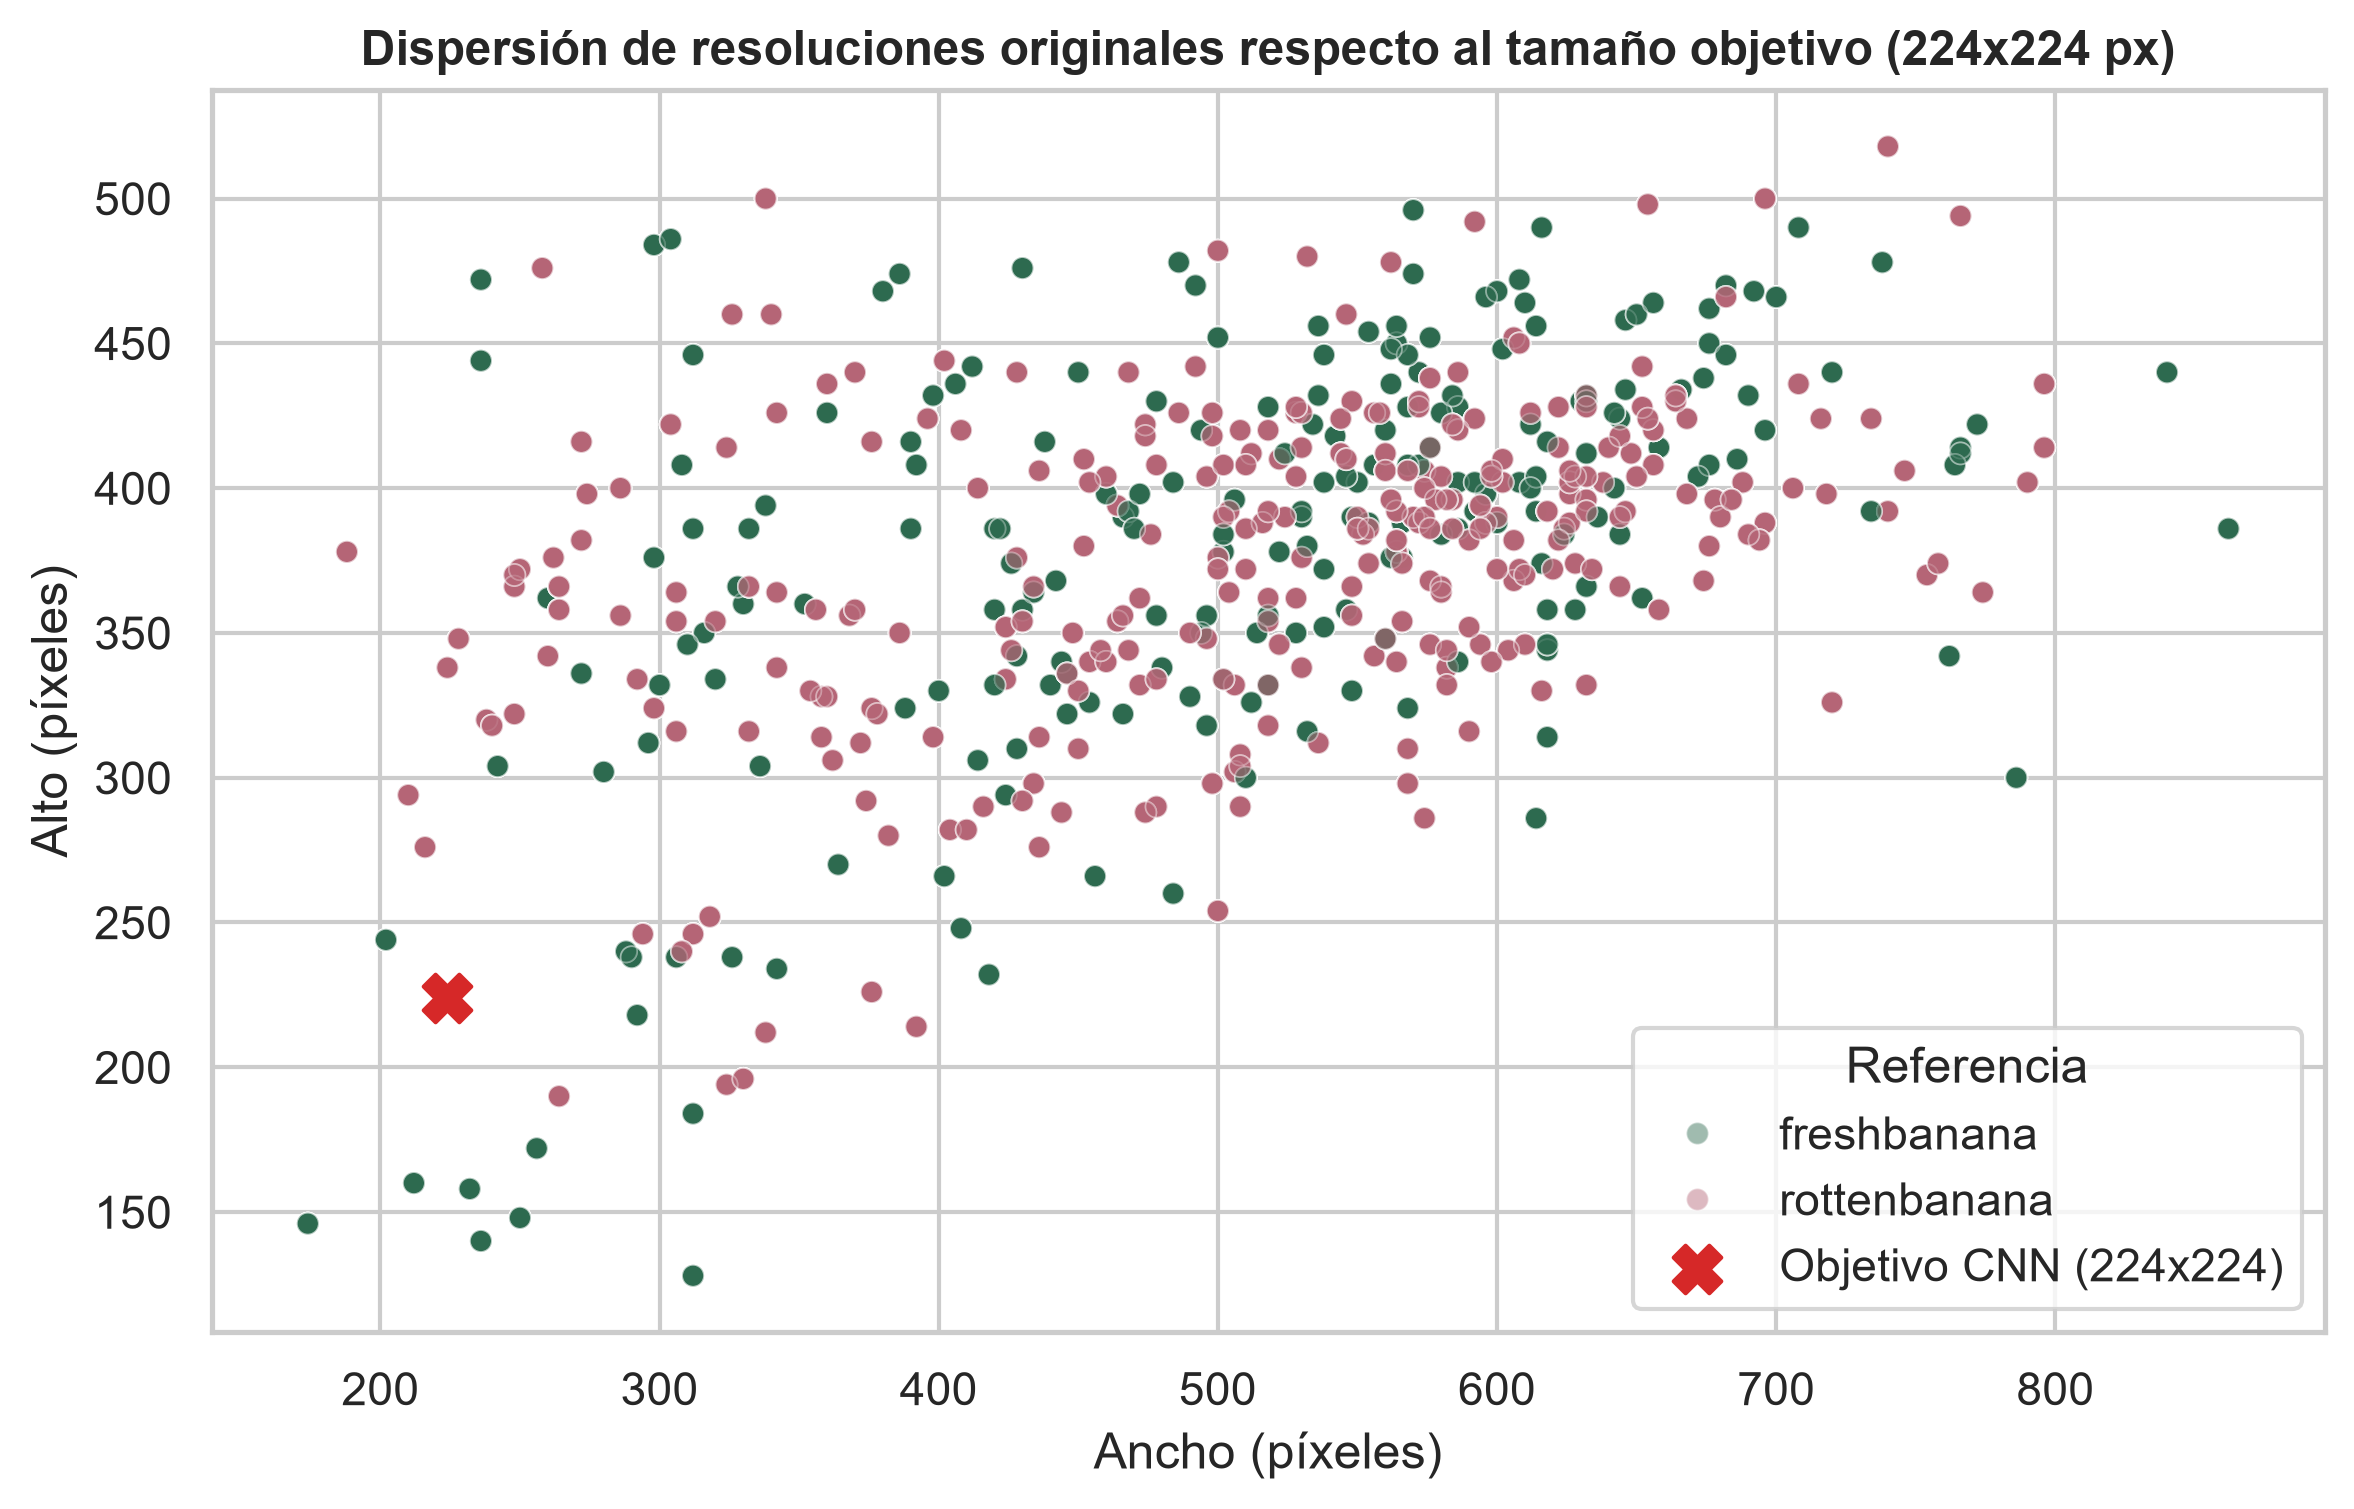 Dispersión de resoluciones originales respecto al tamaño objetivo (224x224 px)
Alto (píxeles)
500
450
400
350
300
250
200
150
200 300 400 500 600 700 800
Ancho (píxeles)
Referencia
freshbanana
rottenbanana
Objetivo CNN (224x224)